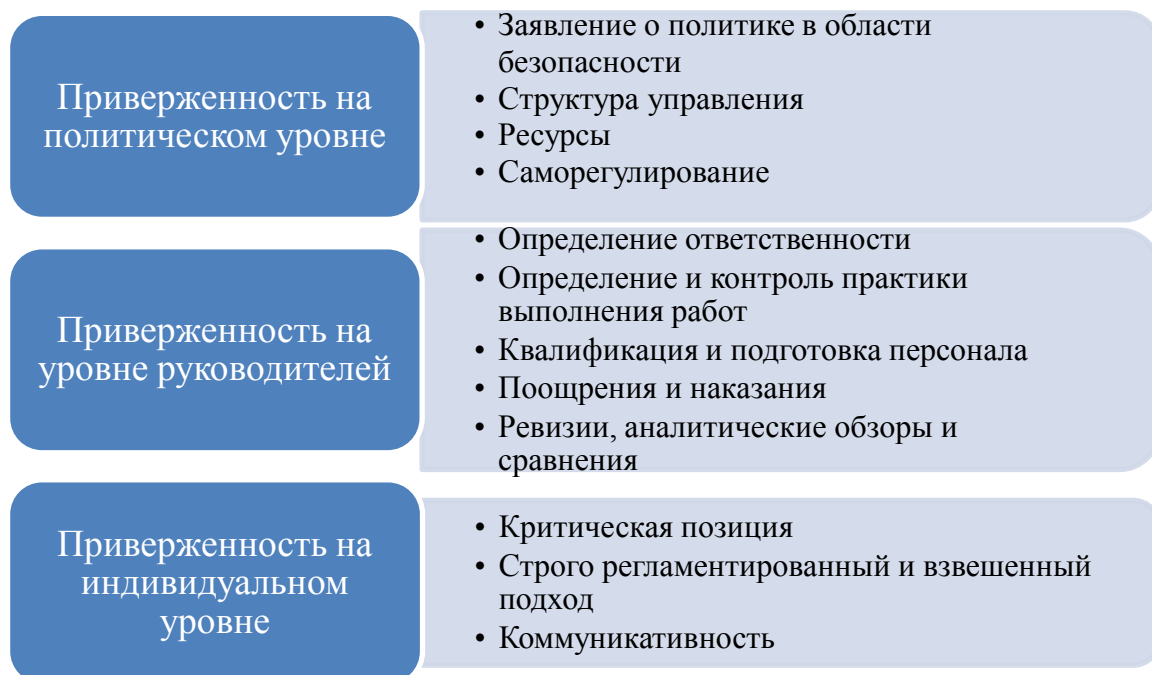 Приверженность на
политическом уровне
• Заявление о политике в области
безопасности
• Структура управления
• Ресурсы
• Саморегулирование
Приверженность на
уровне руководителей
• Определение ответственности
• Определение и контроль практики
выполнения работ
• Квалификация и подготовка персонала
• Поощрения и наказания
• Ревизии, аналитические обзоры и
сравнения
Приверженность на
индивидуальном
уровне
• Критическая позиция
• Строго регламентированный и взвешенный
подход
• Коммуникативность